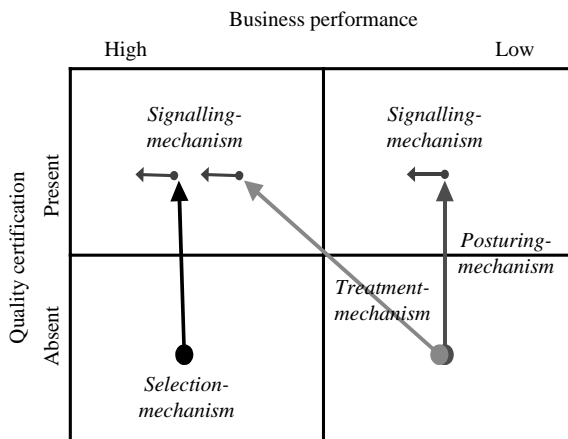 Business performance
High
Low
Quality certification
Present
Absent
Signalling-
mechanism
Signalling-
mechanism
Posturing-
mechanism
Treatment-
mechanism
Selection-
mechanism